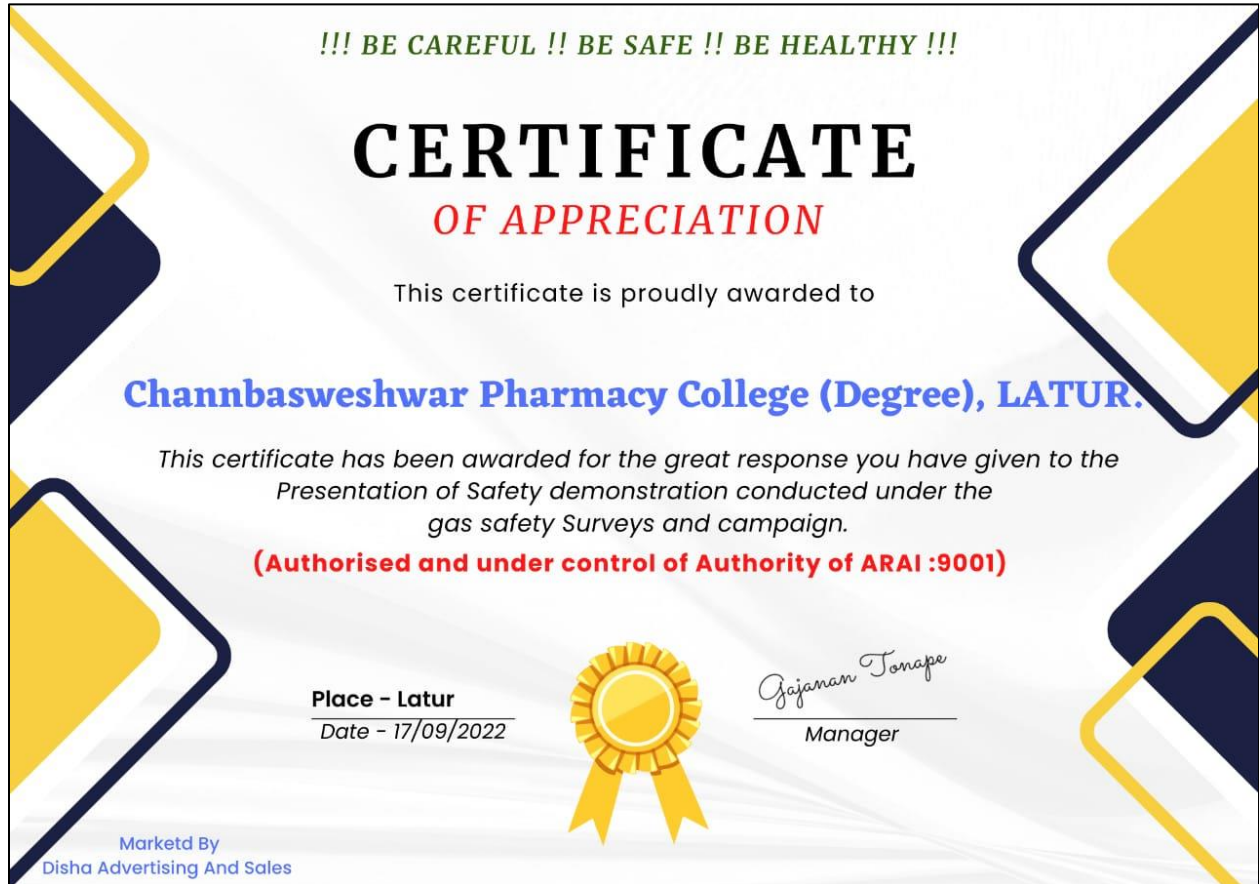 !!! BE CAREFUL !! BE SAFE !! BE HEALTHY !!!
CERTIFICATE
OF APPRECIATION
This certificate is proudly awarded to
Channbasweshwar Pharmacy College (Degree), LATUR.
This certificate has been awarded for the great response you have given to the
Presentation of Safety demonstration conducted under the
gas safety Surveys and campaign.
(Authorised and under control of Authority of ARAI :9001)
Place - Latur
Date - 17/09/2022
Gajanan Tonape
Manager
Marketd By
Disha Advertising And Sales